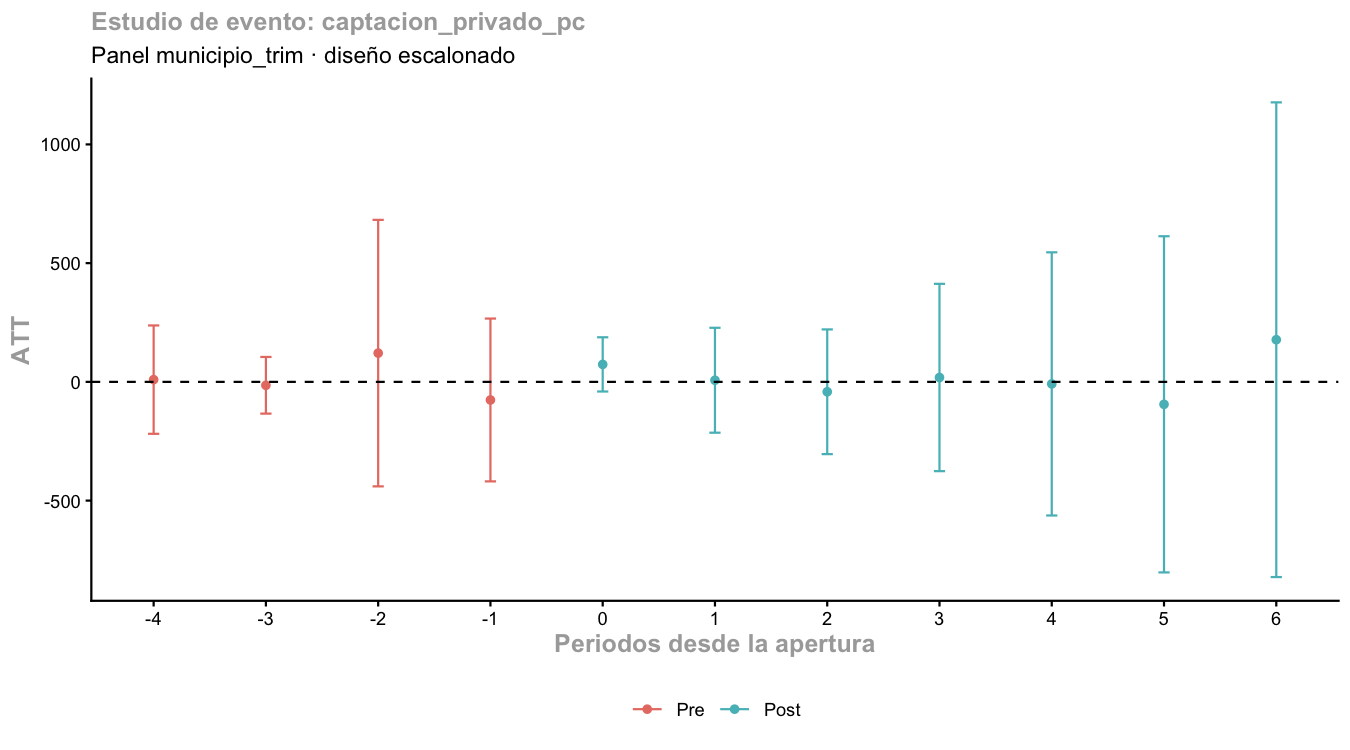 Estudio de evento: captacion_privado_pc
Panel municipio_trim · diseño escalonado
ATT
1000
500
0
-500
-4 -3 -2 -1 0 1 2 3 4 5 6
Periodos desde la apertura
Pre Post